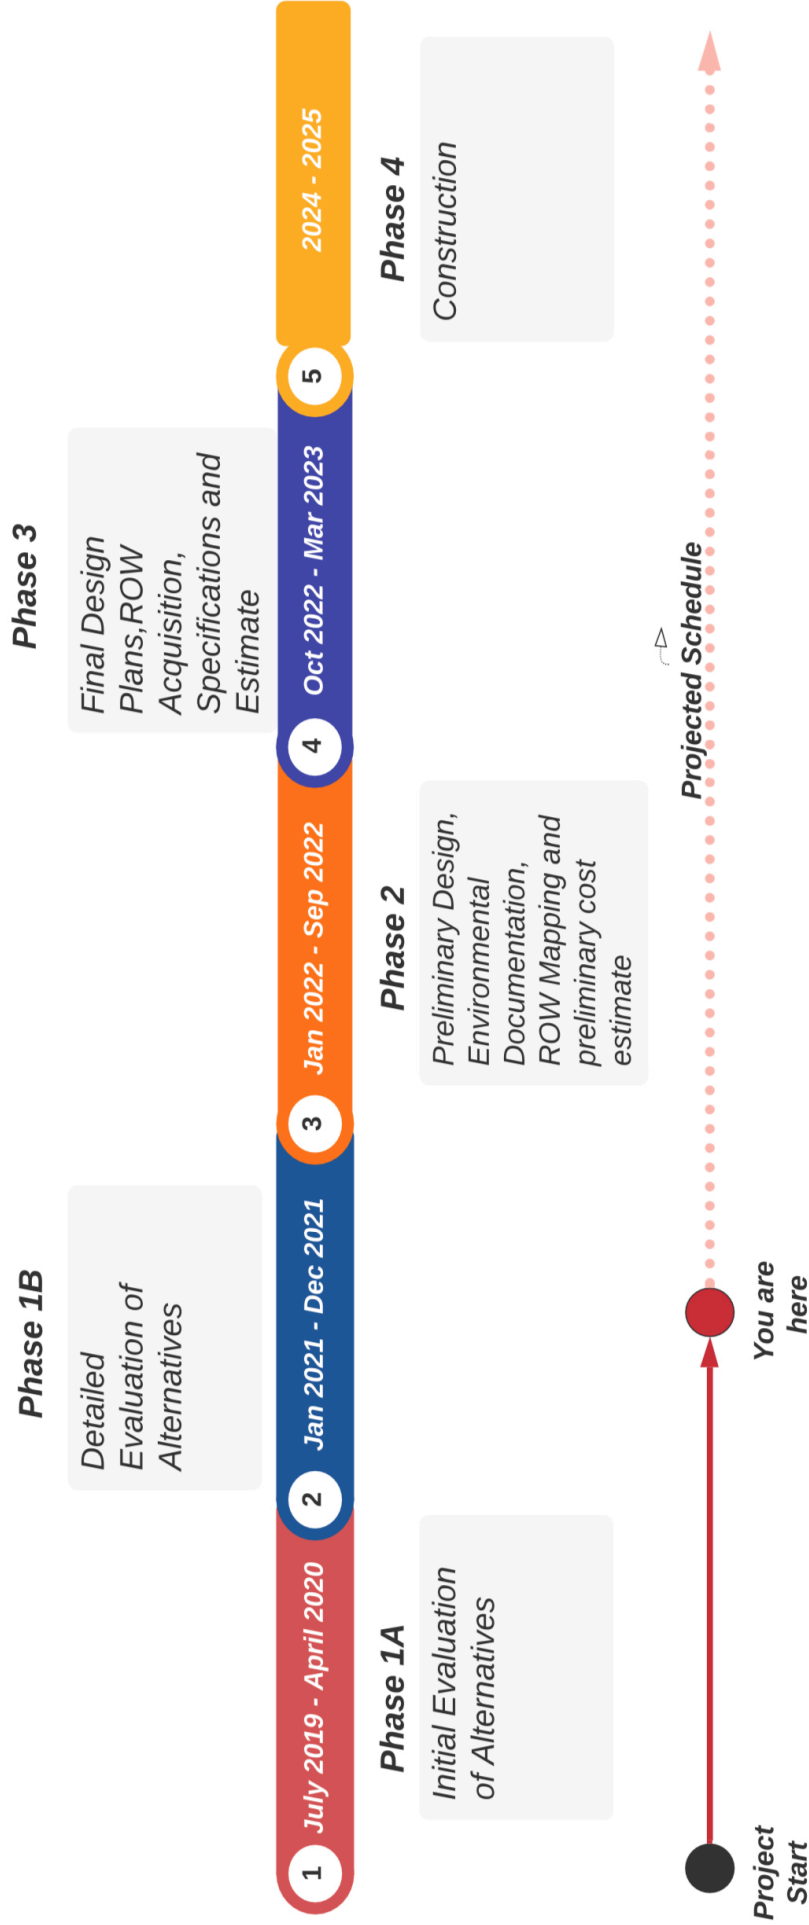 Phase 1B
Detailed
Evaluation of
Alternatives
Phase 3
Final Design
Plans,ROW
Acquisition,
Specifications and
Estimate
1
July 2019 - April 2020
2
Jan 2021 - Dec 2021
3
Jan 2022 - Sep 2022
4
Oct 2022 - Mar 2023
5
2024 - 2025
Phase 1A
Initial Evaluation
of Alternatives
Phase 2
Preliminary Design,
Environmental
Documentation,
ROW Mapping and
preliminary cost
estimate
Phase 4
Construction
Projected Schedule
Project
Start
You are
here